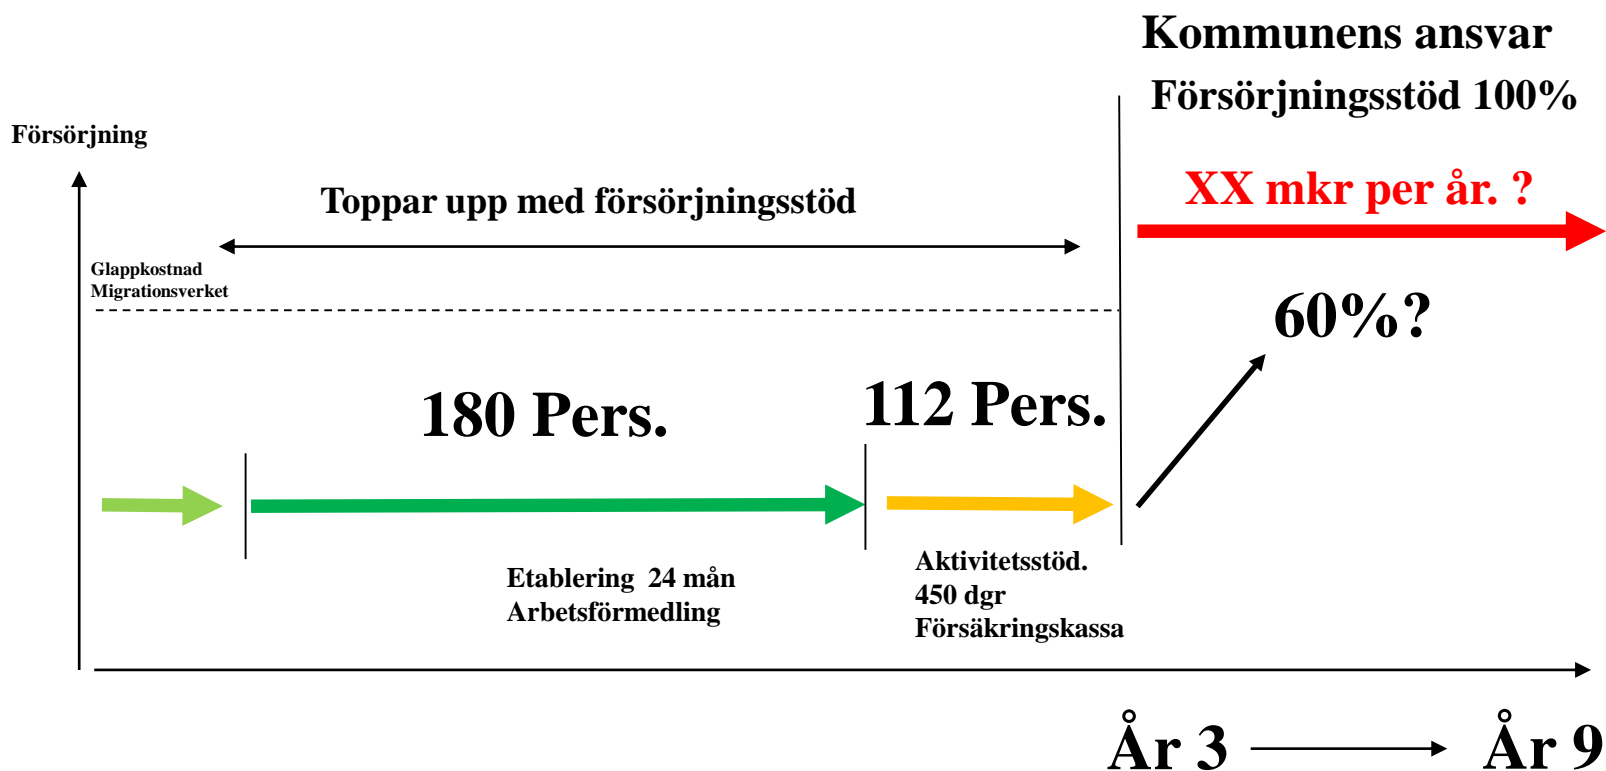 Kommunens ansvar
Försörjningsstöd 100%
Försörjning
Toppar upp med försörjningsstöd
XX mkr per år. ?
Glappkostnad
Migrationsverket
60%?
180 Pers.
112 Pers.
Etablering 24 mån
Arbetsförmedling
Aktivitetsstöd.
450 dgr
Försäkringskassa
År 3
År 9